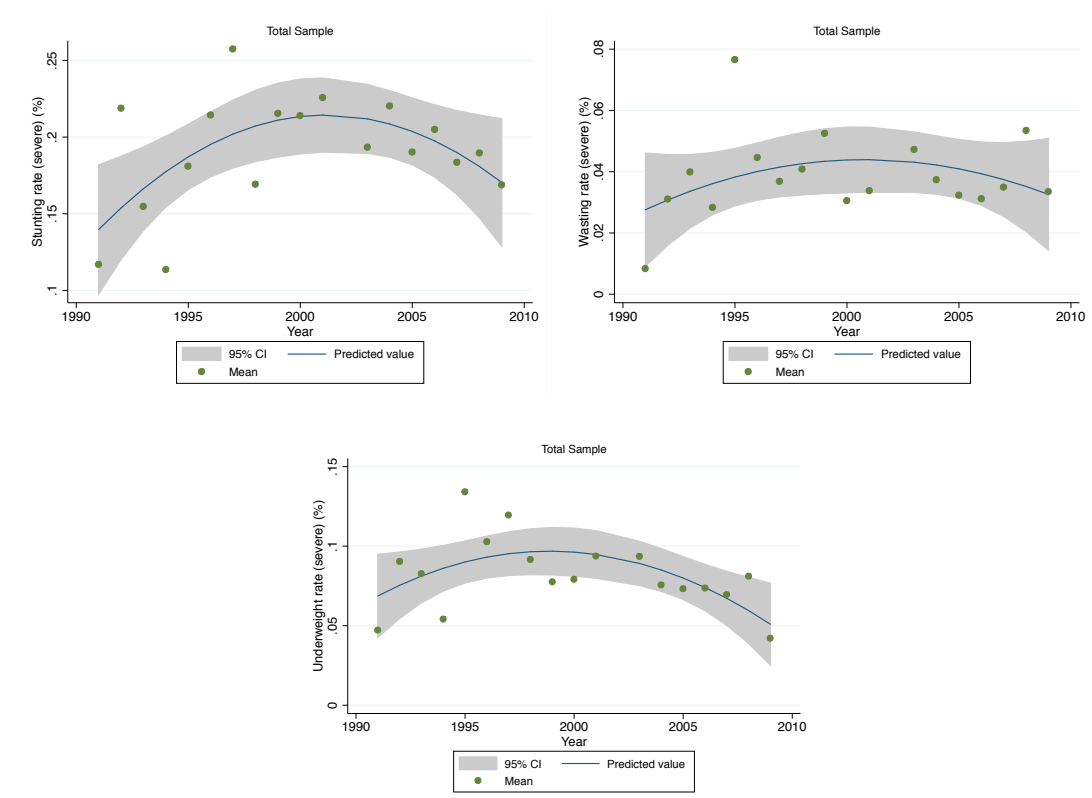 Total Sample
Stunting rate (severe) (%)
.25
.2
.15
.1
1990 1995 2000 2005 2010
Year
95% CI Predicted value
Mean
Total Sample
Wasting rate (severe) (%)
.08
.06
.04
.02
0
1990 1995 2000 2005 2010
Year
95% CI Predicted value
Mean
Total Sample
Underweight rate (severe) (%)
.15
.1
.05
0
1990 1995 2000 2005 2010
Year
95% CI Predicted value
Mean